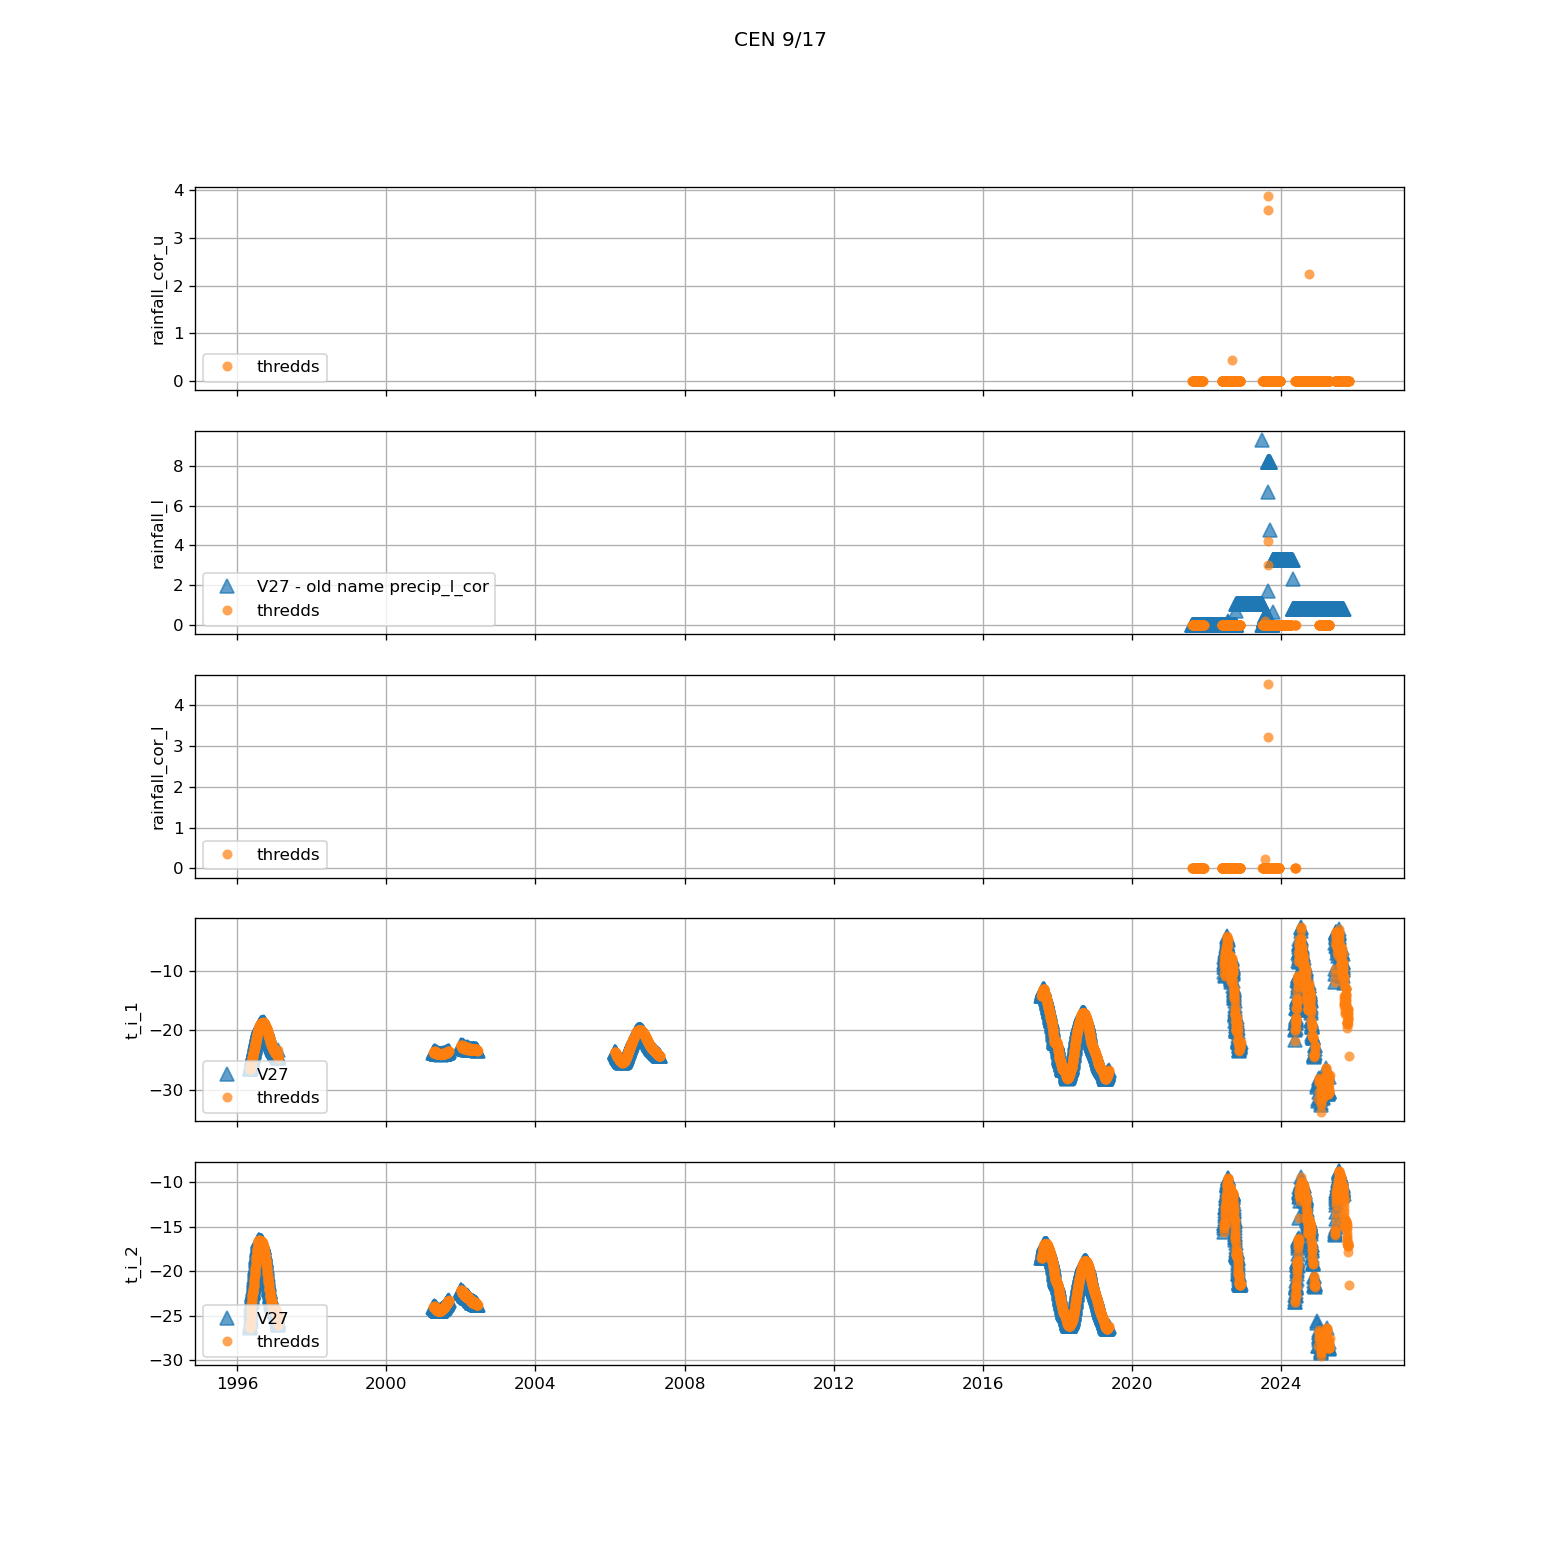 CEN 9/17
4
3
2
1
0
rainfall_cor_u
thredds
8
6
4
2
0
rainfall_l
V27 - old name precip_l_cor
thredds
4
3
2
1
0
rainfall_cor_l
thredds
−10
−20
−30
t_i_1
V27
thredds
−10
−15
−20
−25
−30
t_i_2
V27
thredds
1996 2000 2004 2008 2012 2016 2020 2024